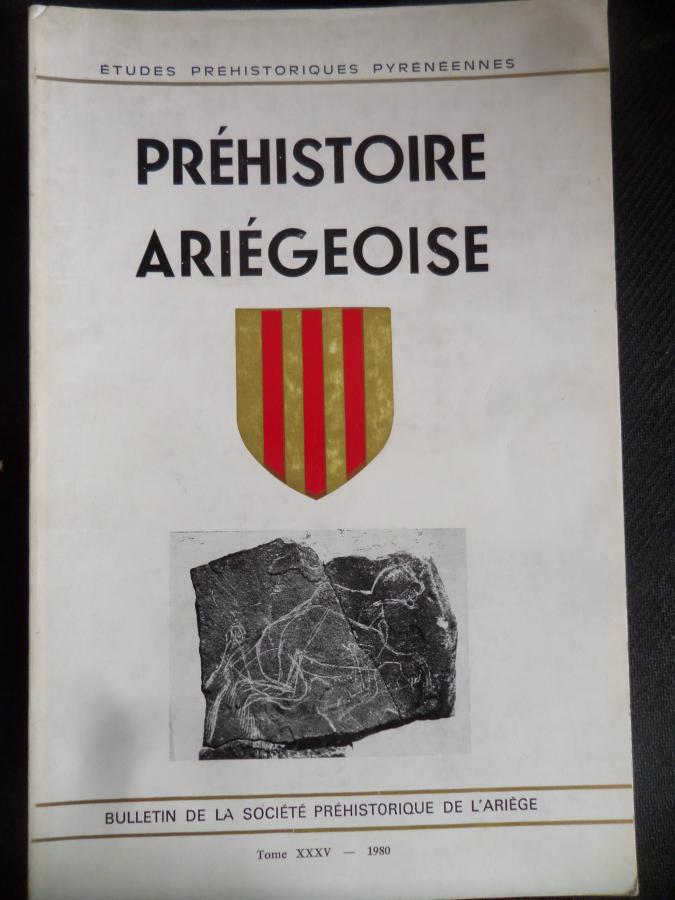 ÉTUDES PRÉHISTORIQUES PYRÉNÉENNES
PRÉHISTOIRE
ARIÉGEOISE
BULLETIN DE LA SOCIÉTÉ PRÉHISTORIQUE DE L'ARIÈGE
Tome XXXV — 1980